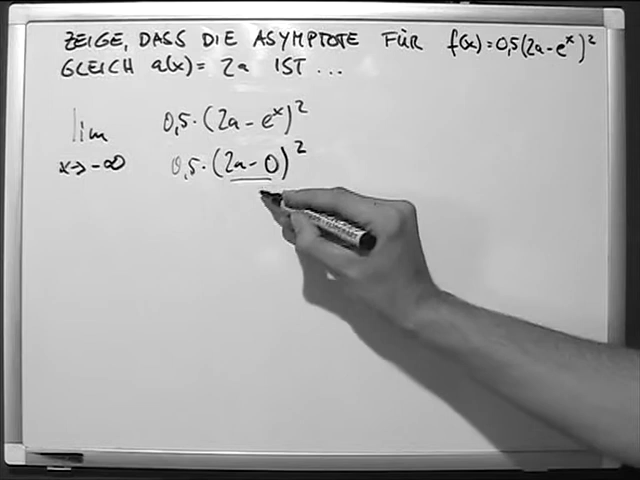 ZEIGE, DASS DIE ASYMPTOTE FÜR f(x)=0,5(2a-e^x)^2
GLEICH a(x)= 2a IST ...
lim 0,5·(2a-e^x)^2
x→-∞ 0,5·(2a-0)^2